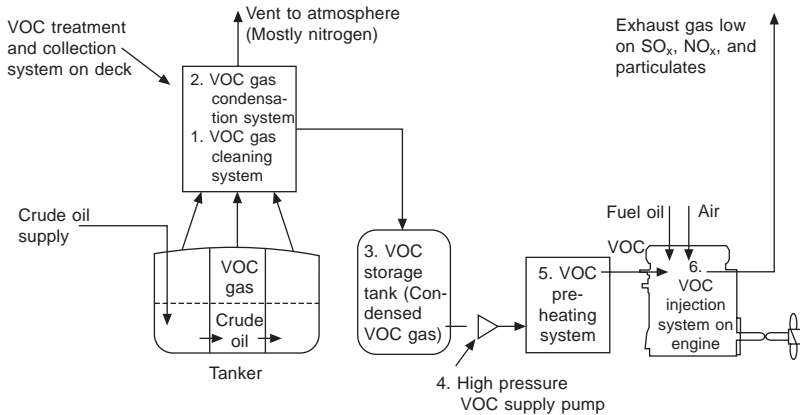 VOC treatment
and collection
system on deck
Vent to atmosphere
(Mostly nitrogen)
Exhaust gas low
on SOx, NOx, and
particulates
2. VOC gas
condensa-
tion system
1. VOC gas
cleaning
system
Crude oil
supply
VOC
gas
Crude
oil
Tanker
3. VOC
storage
tank (Con-
densed
VOC gas)
4. High pressure
VOC supply pump
5. VOC
pre-
heating
system
Fuel oil
Air
VOC
6.
VOC
injection
system on
engine